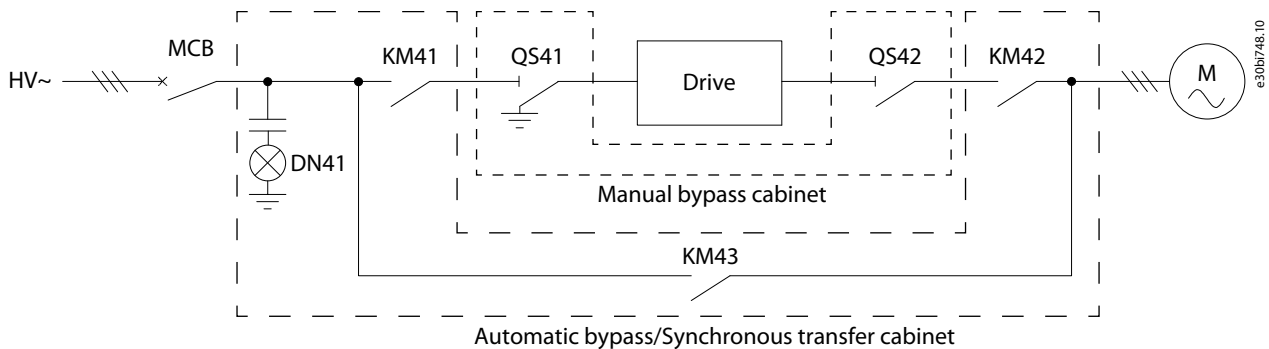 MCB
KM41
QS41
QS42
KM42
HV~
Drive
M
DN41
Manual bypass cabinet
KM43
Automatic bypass/Synchronous transfer cabinet
e30bi748.10